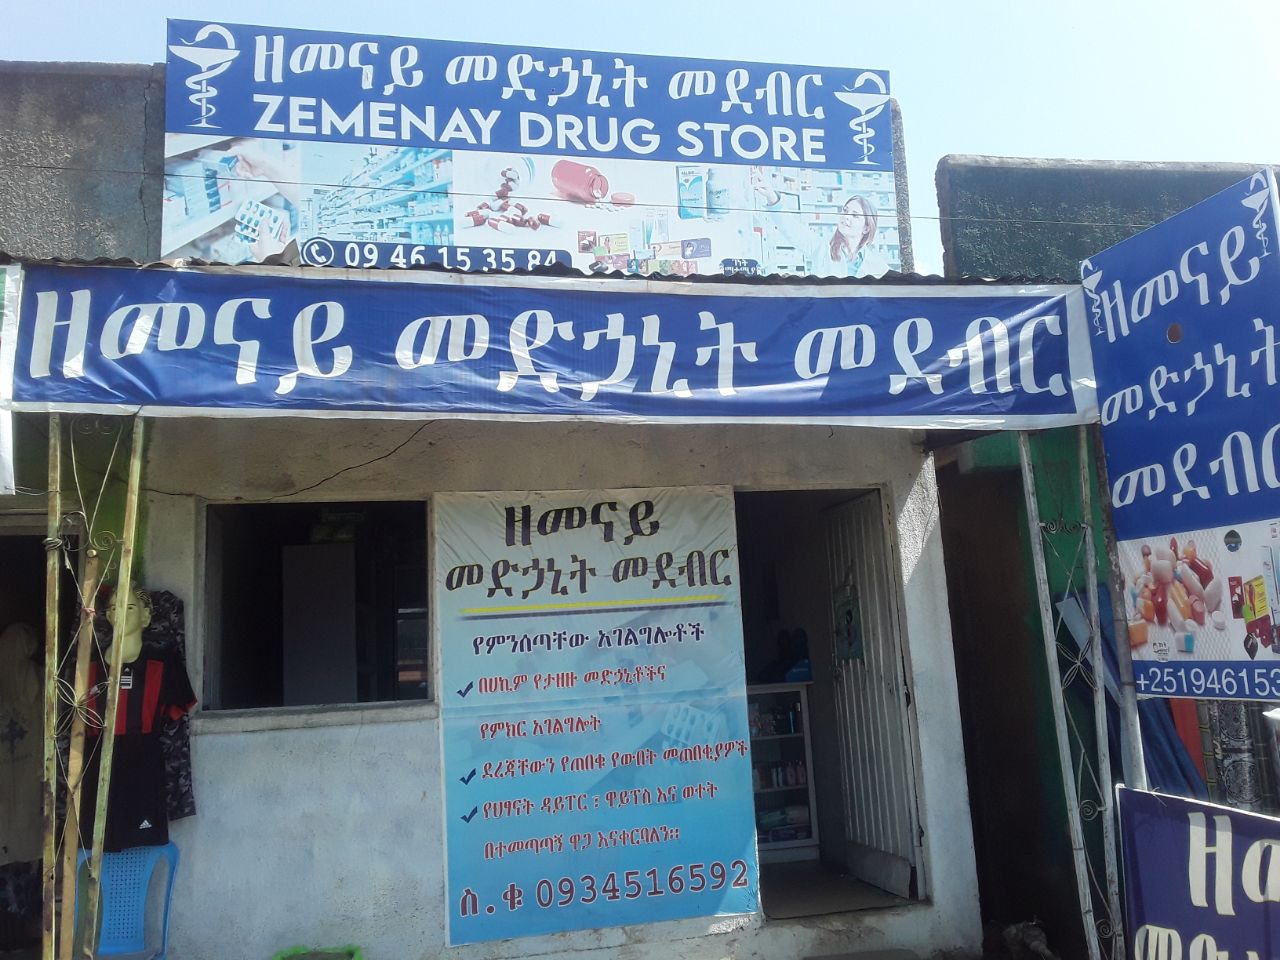 ዘመናይ መድኃኒት መደብር
ZEMENAY DRUG STORE
09 46 15 35 84
ዘመናይ መድኃኒት መደብር
ዘመናይ
መድኃኒት
መደብር
+251946153
ዘመናይ
መድኃኒት መደብር
የምንሰጣቸው አገልግሎቶች
በሀኪም የታዘዙ መድኃኒቶችና
የምክር አገልግሎት
ደረጃቸውን የጠበቁ የውበት መጠበቂያዎች
የህፃናት ዳይፐር ፣ ዋይፐስ እና ወተት
በተመጣጣኝ ዋጋ እናቀርባለን።
ስ.ቁ 0934516592
ዘመ